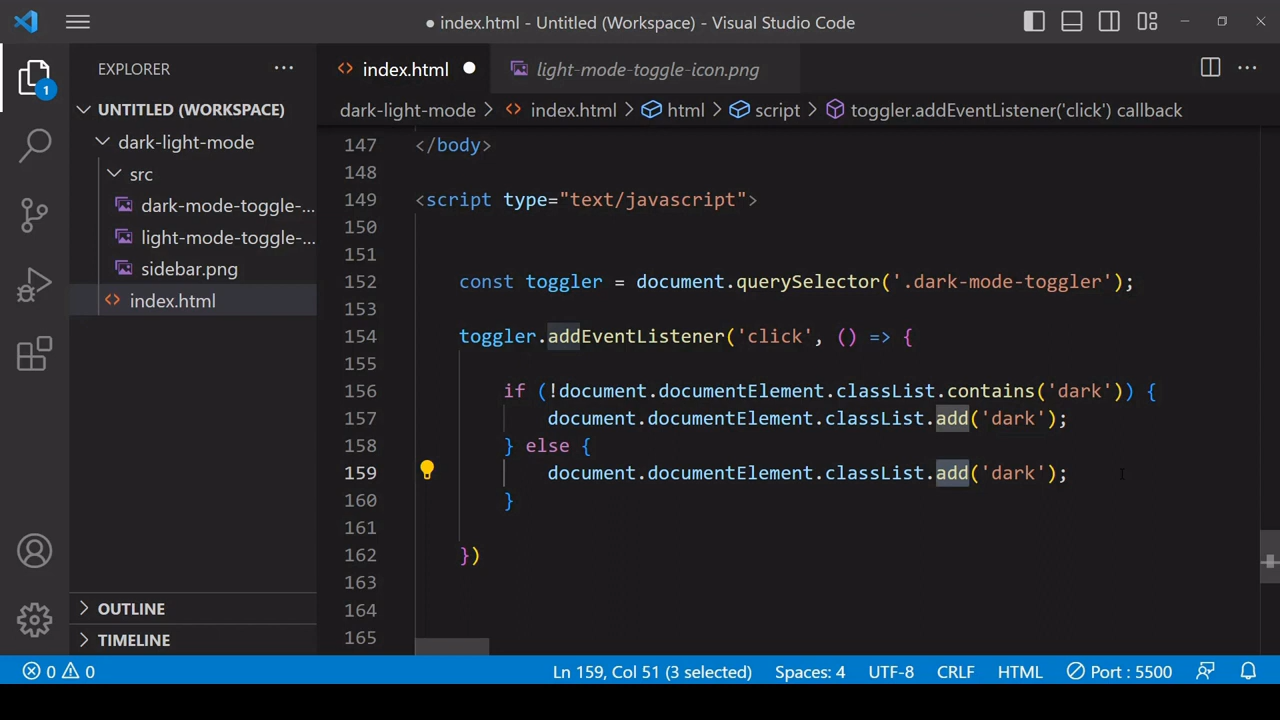 ● index.html - Untitled (Workspace) - Visual Studio Code
EXPLORER
index.html
light-mode-toggle-icon.png
1
UNTITLED (WORKSPACE)
dark-light-mode
src
dark-mode-toggle-...
light-mode-toggle-...
sidebar.png
index.html
OUTLINE
TIMELINE
dark-light-mode > index.html > html > script > toggler.addEventListener('click') callback
147 </body>
148
149 <script type="text/javascript">
150
151
152 const toggler = document.querySelector('.dark-mode-toggler');
153
154 toggler.addEventListener('click', () => {
155
156 if (!document.documentElement.classList.contains('dark')) {
157 document.documentElement.classList.add('dark');
158 } else {
159 document.documentElement.classList.add('dark');
160 }
161
162 })
163
164
165
0 0 Ln 159, Col 51 (3 selected) Spaces: 4 UTF-8 CRLF HTML Port : 5500